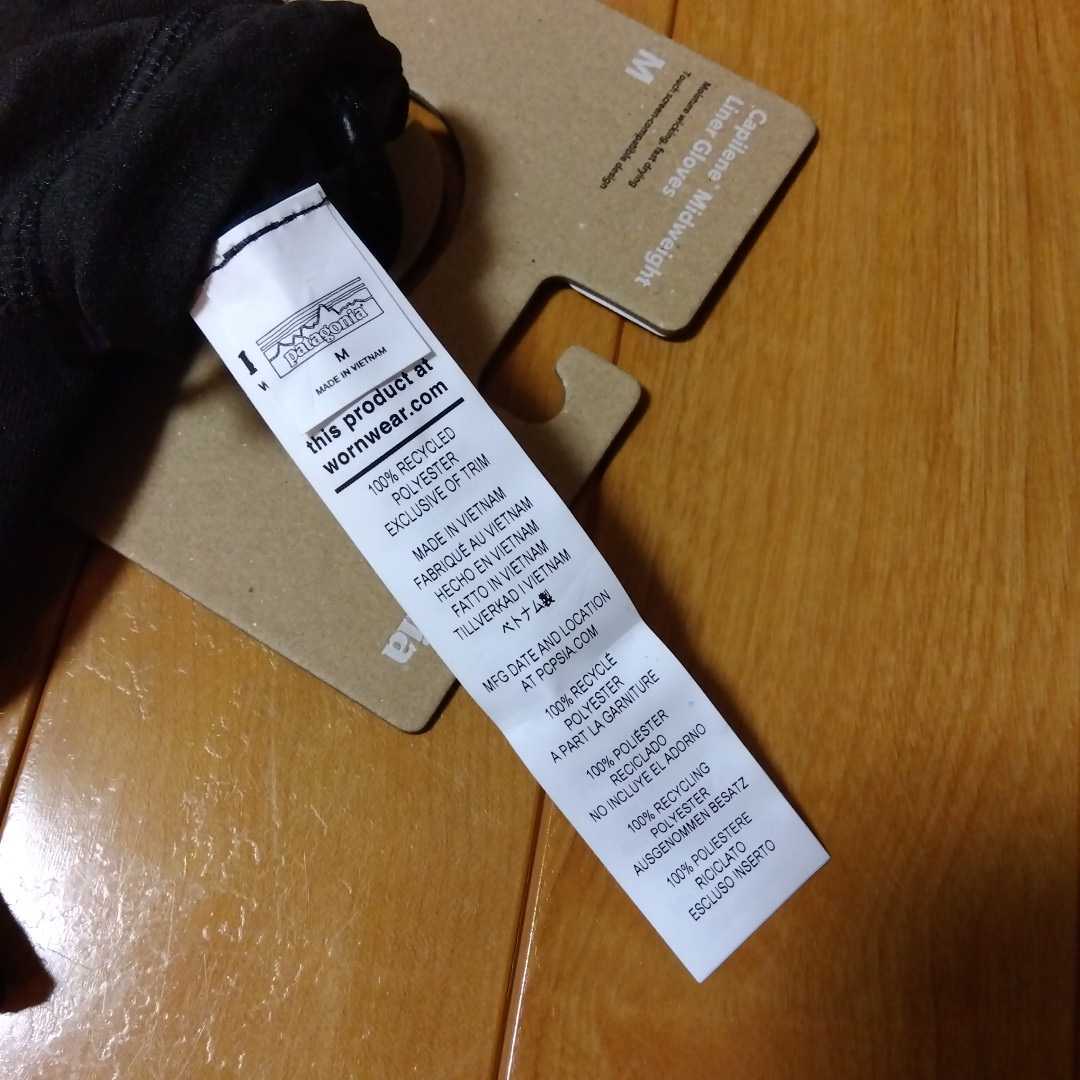 M
Capilene® Midweight
Liner Gloves
Moisture wicking, fast drying
Touch screen-compatible design
patagonia®
M
MADE IN VIETNAM
this product at
wornwear.com
100% RECYCLED
POLYESTER
EXCLUSIVE OF TRIM
MADE IN VIETNAM
FABRIQUÉ AU VIETNAM
HECHO EN VIETNAM
FATTO IN VIETNAM
TILLVERKAD I VIETNAM
ベトナム製
MFG DATE AND LOCATION
AT PCPSIA.COM
100% RECYCLÉ
POLYESTER
A PART LA GARNITURE
100% POLIÉSTER
RECICLADO
NO INCLUYE EL ADORNO
100% RECYCLING
POLYESTER
AUSGENOMMEN BESATZ
100% POLIESTERE
RICICLATO
ESCLUSO INSERTO